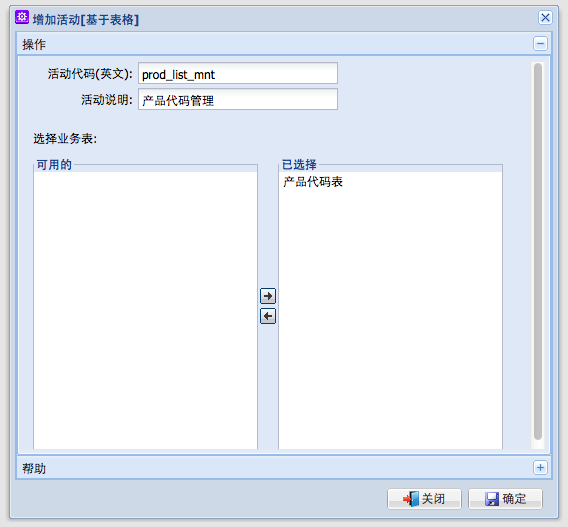 增加活动[基于表格]
操作
活动代码(英文): prod_list_mnt
活动说明: 产品代码管理
选择业务表:
可用的 已选择
产品代码表
帮助
关闭 确定